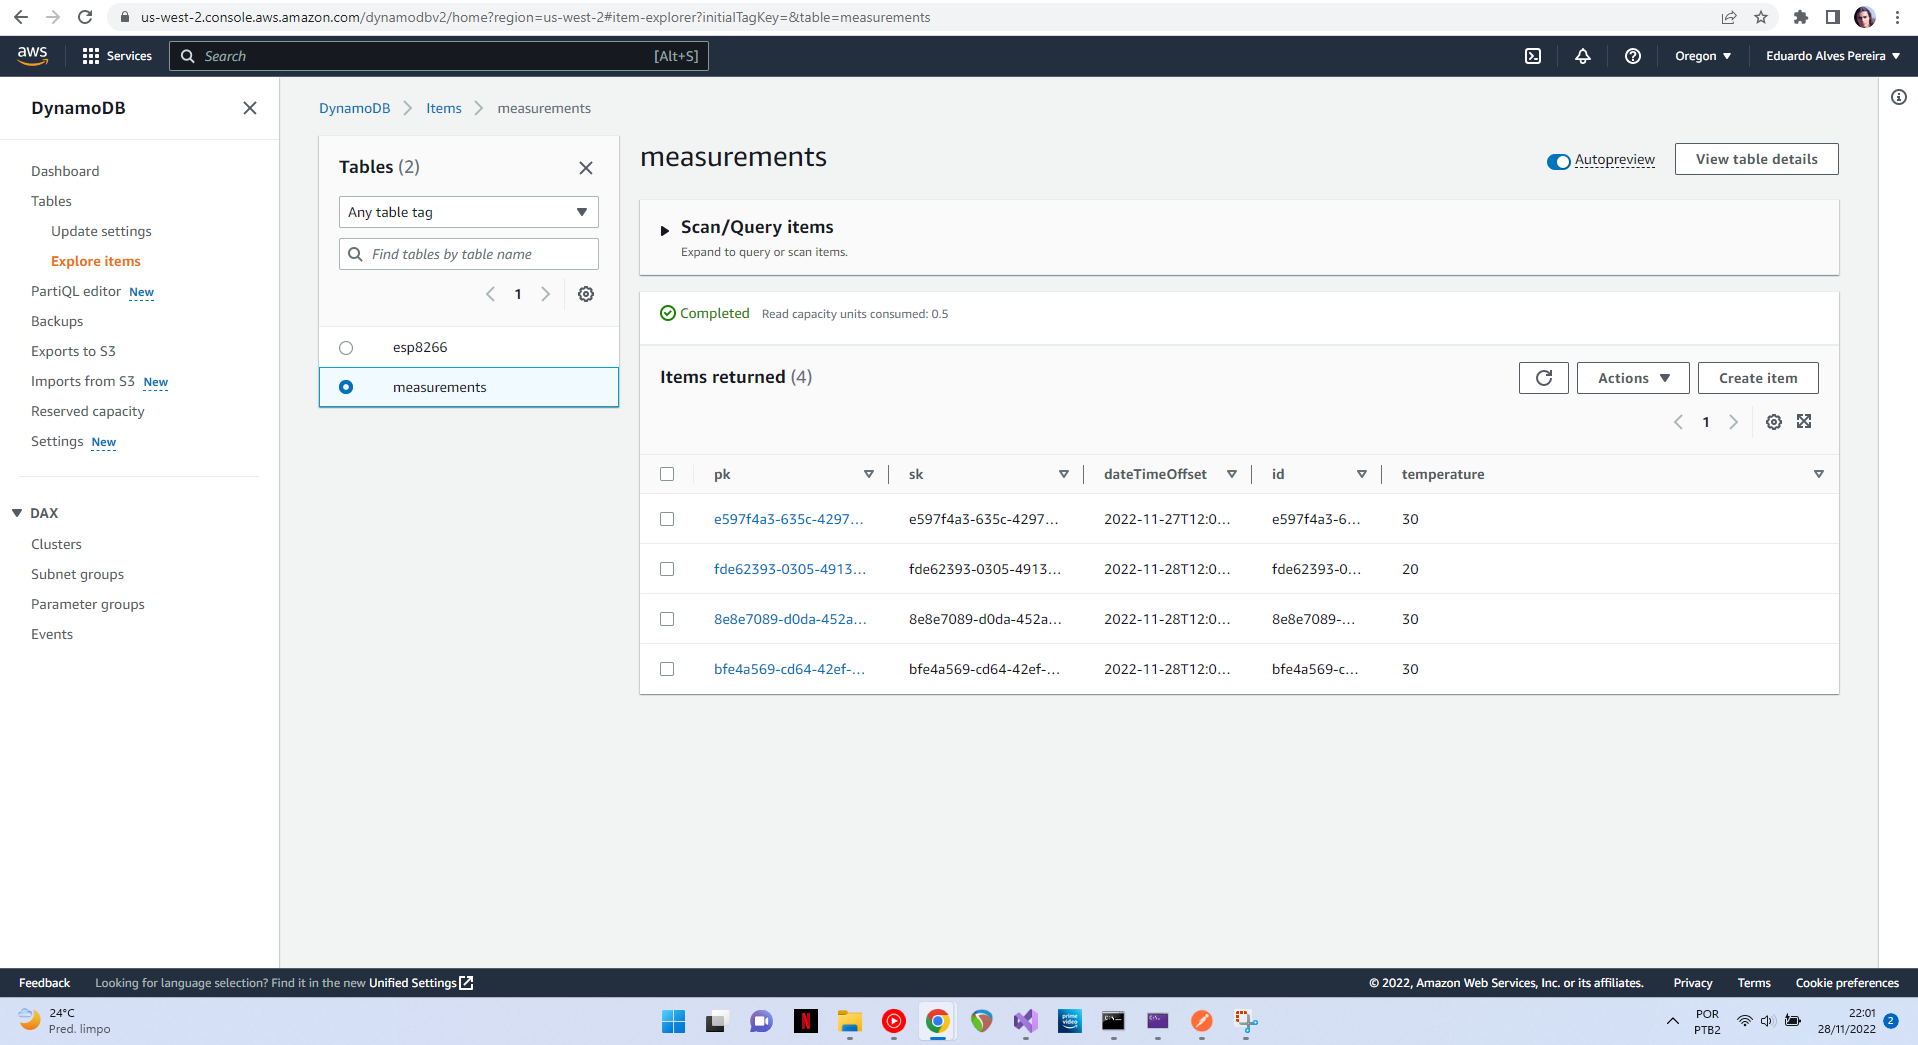 us-west-2.console.aws.amazon.com/dynamodbv2/home?region=us-west-2#item-explorer?initialTagKey=&table=measurements
aws
Services
Search
[Alt+S]
Oregon
Eduardo Alves Pereira
DynamoDB
Dashboard
Tables
Update settings
Explore items
PartiQL editor New
Backups
Exports to S3
Imports from S3 New
Reserved capacity
Settings New
DAX
Clusters
Subnet groups
Parameter groups
Events
DynamoDB Items measurements
Tables (2)
Any table tag
Find tables by table name
1
esp8266
measurements
measurements
Autopreview
View table details
Scan/Query items
Expand to query or scan items.
Completed Read capacity units consumed: 0.5
Items returned (4)
Actions
Create item
1
pk sk dateTimeOffset id temperature
e597f4a3-635c-4297... e597f4a3-635c-4297... 2022-11-27T12:0... e597f4a3-6... 30
fde62393-0305-4913... fde62393-0305-4913... 2022-11-28T12:0... fde62393-0... 20
8e8e7089-d0da-452a... 8e8e7089-d0da-452a... 2022-11-28T12:0... 8e8e7089-... 30
bfe4a569-cd64-42ef-... bfe4a569-cd64-42ef-... 2022-11-28T12:0... bfe4a569-c... 30
Feedback Looking for language selection? Find it in the new Unified Settings
© 2022, Amazon Web Services, Inc. or its affiliates. Privacy Terms Cookie preferences
24°C
Pred. limpo
N
prime video
POR
PTB2
22:01
28/11/2022
2